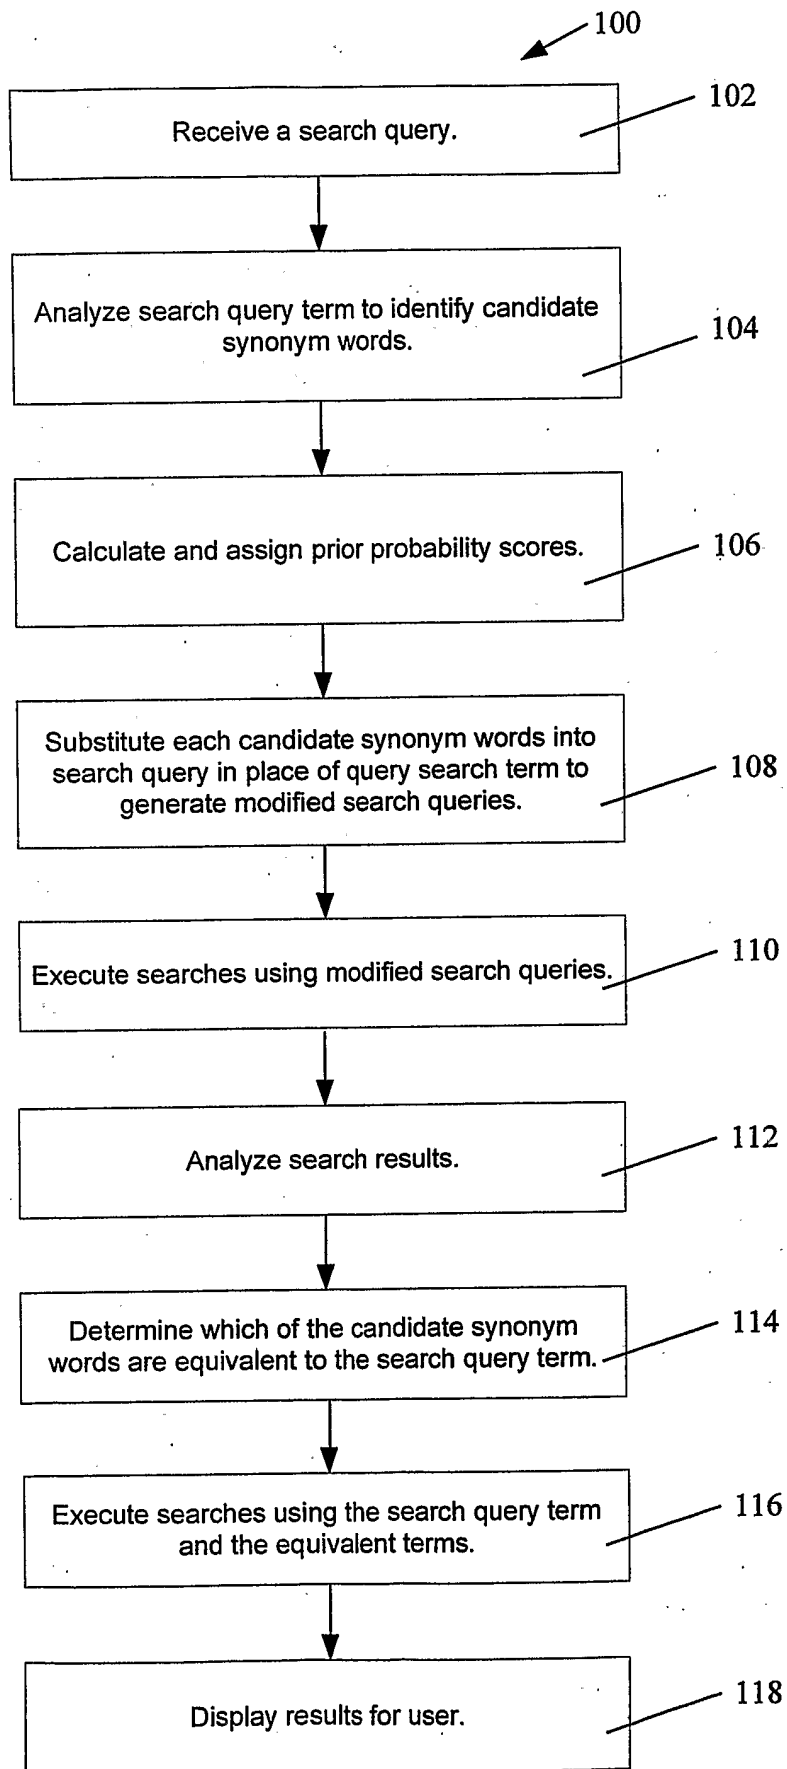 100
Receive a search query.
102
Analyze search query term to identify candidate
synonym words.
104
Calculate and assign prior probability scores.
106
Substitute each candidate synonym words into
search query in place of query search term to
generate modified search queries.
108
Execute searches using modified search queries.
110
Analyze search results.
112
Determine which of the candidate synonym
words are equivalent to the search query term.
114
Execute searches using the search query term
and the equivalent terms.
116
Display results for user.
118